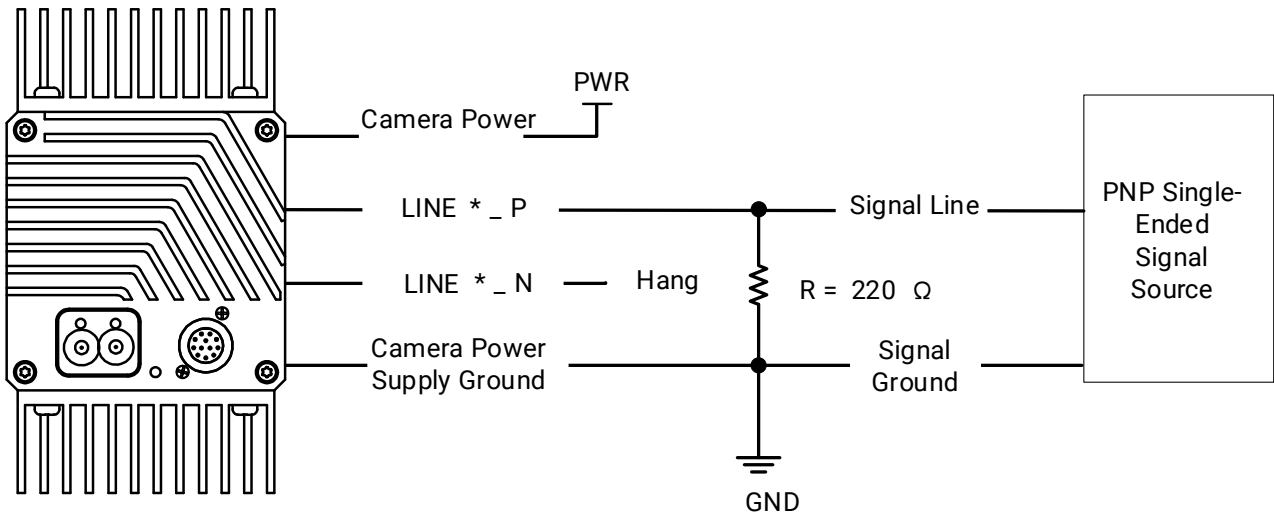 PWR
Camera Power
LINE * _ P
Signal Line
PNP Single-
Ended
Signal
Source
LINE * _ N
Hang
R = 220 Ω
Camera Power
Supply Ground
Signal
Ground
GND